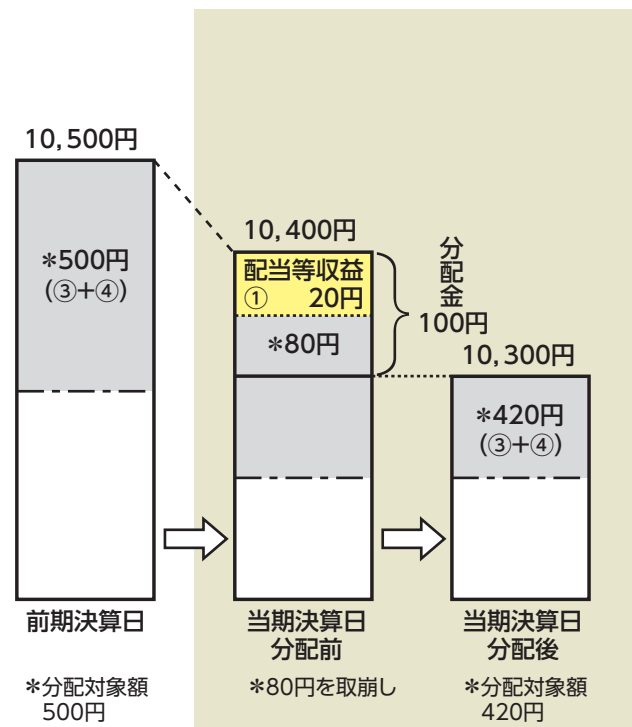 10,500円
*500円
(③+④)
前期決算日
*分配対象額
500円
10,400円
配当等収益
① 20円
*80円
分配金
100円
当期決算日
分配前
*80円を取崩し
10,300円
*420円
(③+④)
当期決算日
分配後
*分配対象額
420円